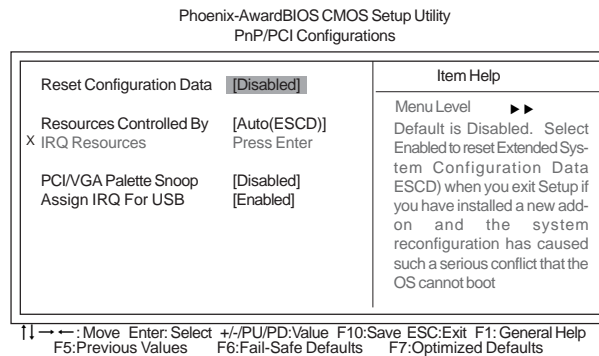 Phoenix-AwardBIOS CMOS Setup Utility
PnP/PCI Configurations
Reset Configuration Data [Disabled]
Resources Controlled By [Auto(ESCD)]
X IRQ Resources Press Enter
PCI/VGA Palette Snoop [Disabled]
Assign IRQ For USB [Enabled]
Item Help
Menu Level ►►
Default is Disabled. Select
Enabled to reset Extended Sys-
tem Configuration Data
ESCD) when you exit Setup if
you have installed a new add-
on and the system
reconfiguration has caused
such a serious conflict that the
OS cannot boot
↑↓→←: Move Enter: Select +/-/PU/PD:Value F10:Save ESC:Exit F1: General Help
F5:Previous Values F6:Fail-Safe Defaults F7:Optimized Defaults